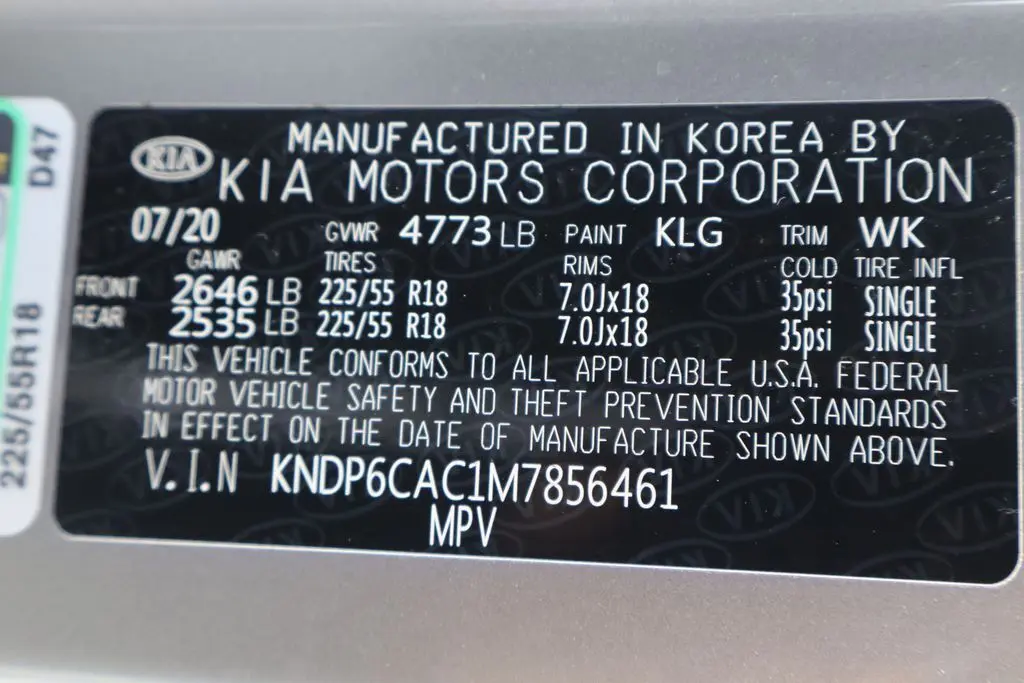 MANUFACTURED IN KOREA BY
KIA
KIA MOTORS CORPORATION
07/20 GVWR 4773 LB PAINT KLG TRIM WK
GAWR TIRES RIMS COLD TIRE INFL
FRONT 2646 LB 225/55 R18 7.0Jx18 35psi SINGLE
REAR 2535 LB 225/55 R18 7.0Jx18 35psi SINGLE
THIS VEHICLE CONFORMS TO ALL APPLICABLE U.S.A. FEDERAL
MOTOR VEHICLE SAFETY AND THEFT PREVENTION STANDARDS
IN EFFECT ON THE DATE OF MANUFACTURE SHOWN ABOVE.
V.I.N KNDP6CAC1M7856461
MPV
225/55R18 D47